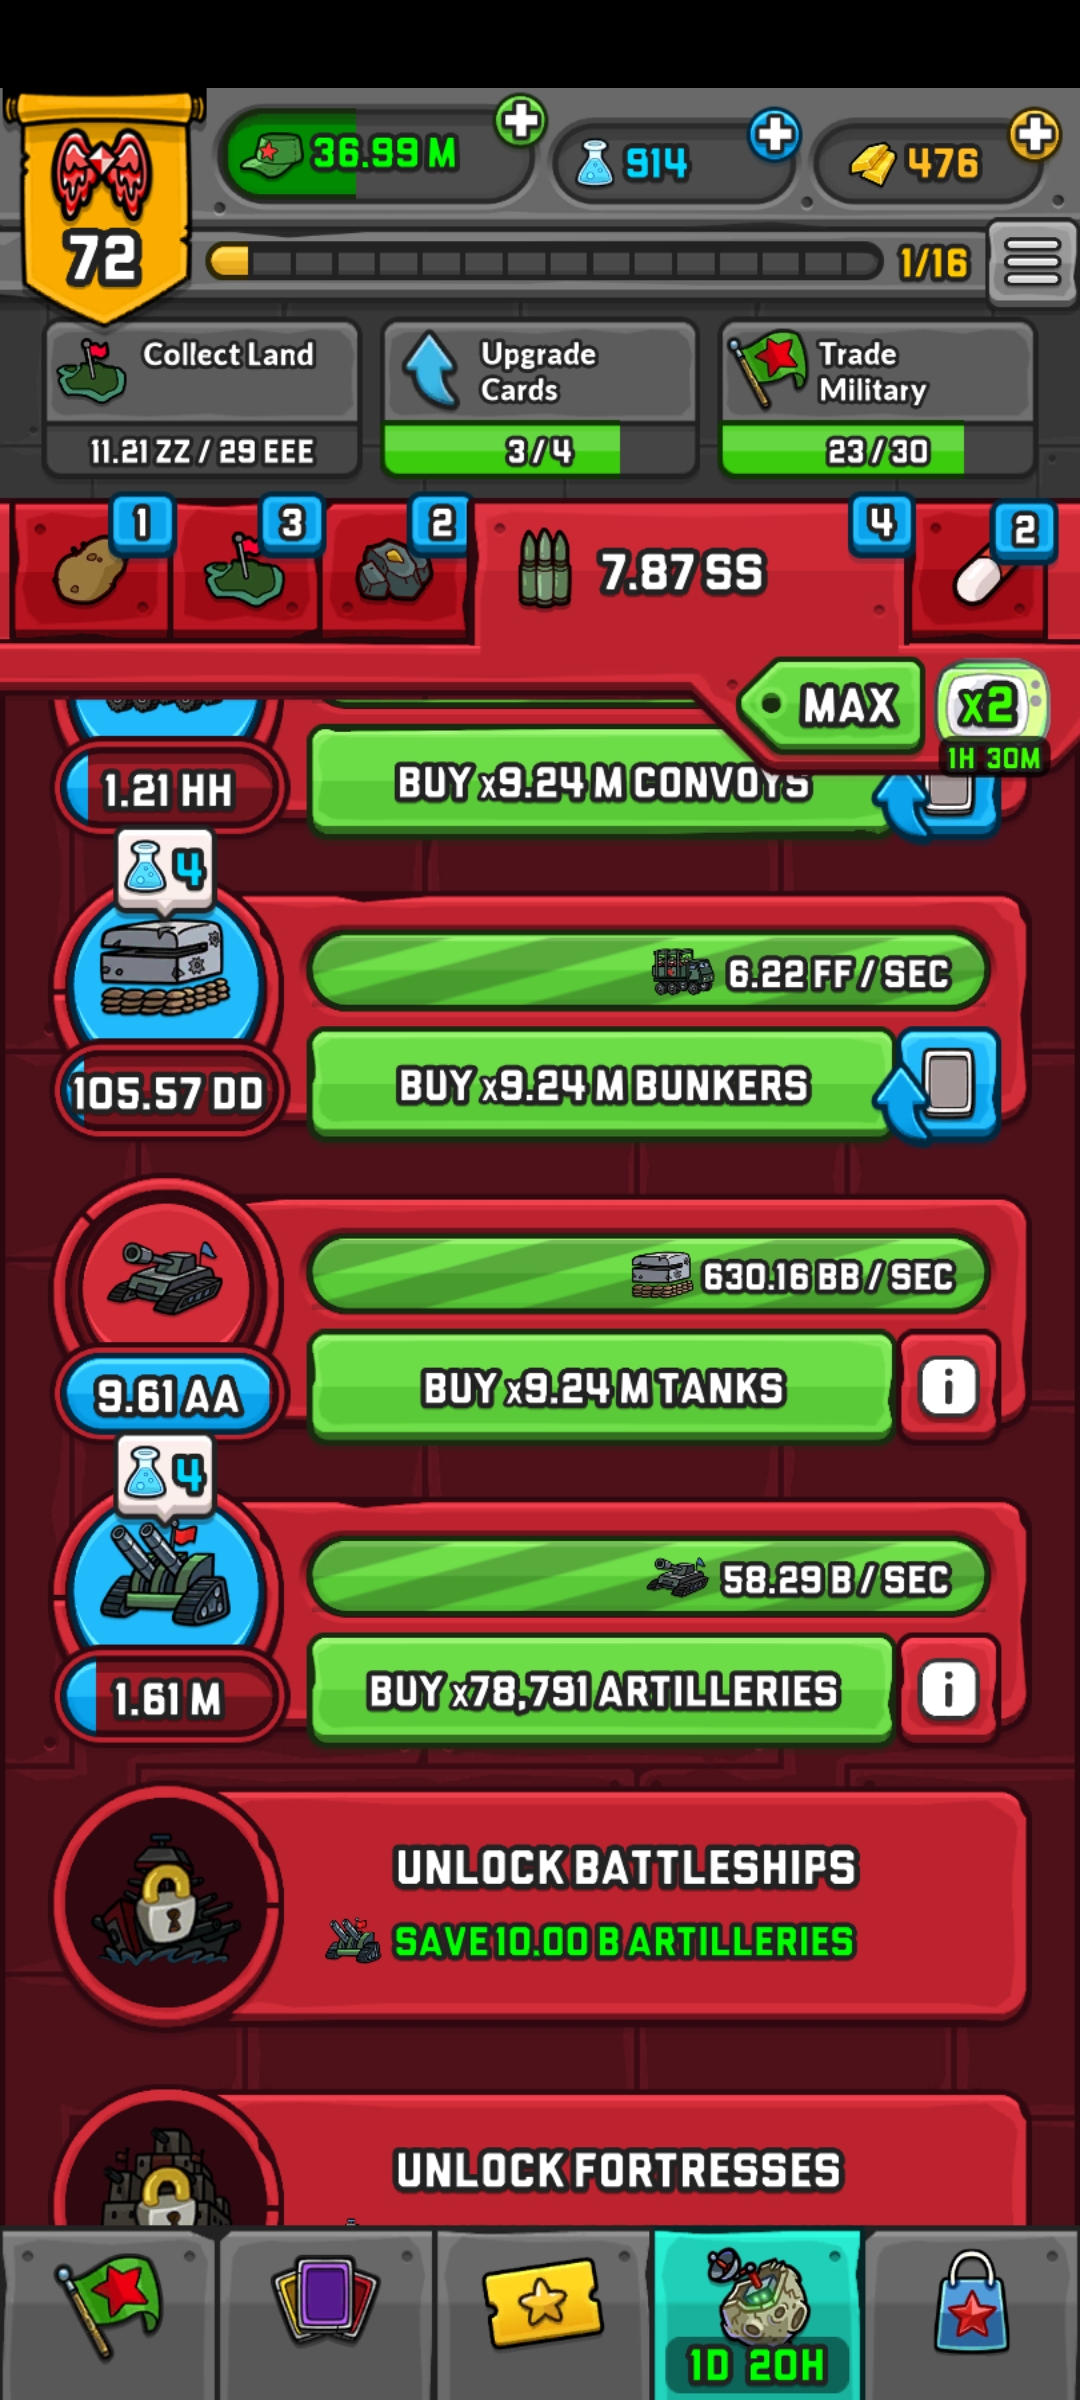 36.99 M
914
476
72
1/16
Collect Land
11.21 ZZ / 29 EEE
Upgrade
Cards
3/4
Trade
Military
23/30
1
3
2
7.87 SS
4
2
MAX
x2
1H 30M
1.21 HH
BUY x9.24 M CONVOYS
4
6.22 FF / SEC
105.57 DD
BUY x9.24 M BUNKERS
630.16 BB / SEC
9.61 AA
BUY x9.24 M TANKS
i
4
58.29 B / SEC
1.61 M
BUY x78,791 ARTILLERIES
i
UNLOCK BATTLESHIPS
SAVE 10.00 B ARTILLERIES
UNLOCK FORTRESSES
1D 20H